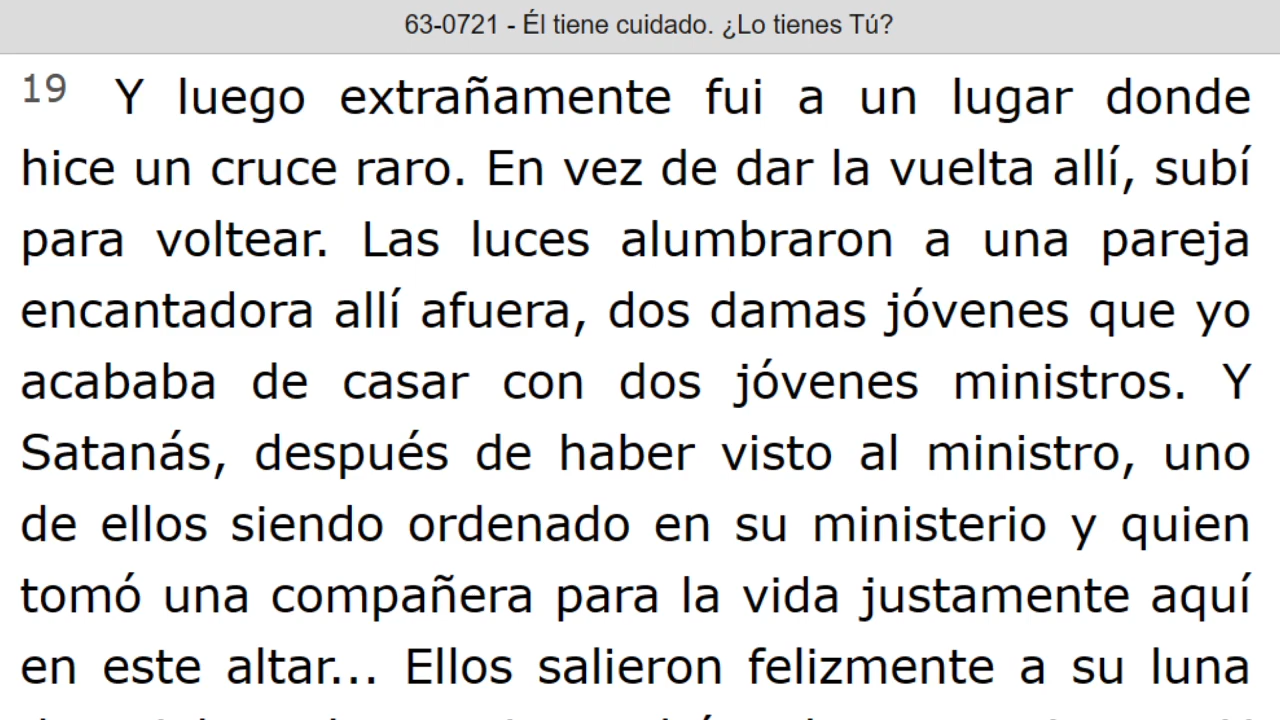 63-0721 - Él tiene cuidado. ¿Lo tienes Tú?
19 Y luego extrañamente fui a un lugar donde
hice un cruce raro. En vez de dar la vuelta allí, subí
para voltear. Las luces alumbraron a una pareja
encantadora allí afuera, dos damas jóvenes que yo
acababa de casar con dos jóvenes ministros. Y
Satanás, después de haber visto al ministro, uno
de ellos siendo ordenado en su ministerio y quien
tomó una compañera para la vida justamente aquí
en este altar... Ellos salieron felizmente a su luna